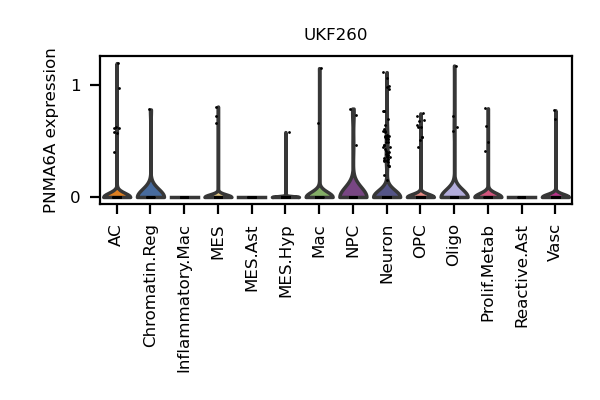 UKF260
PNMA6A expression
1
0
AC
Chromatin.Reg
Inflammatory.Mac
MES
MES.Ast
MES.Hyp
Mac
NPC
Neuron
OPC
Oligo
Prolif.Metab
Reactive.Ast
Vasc